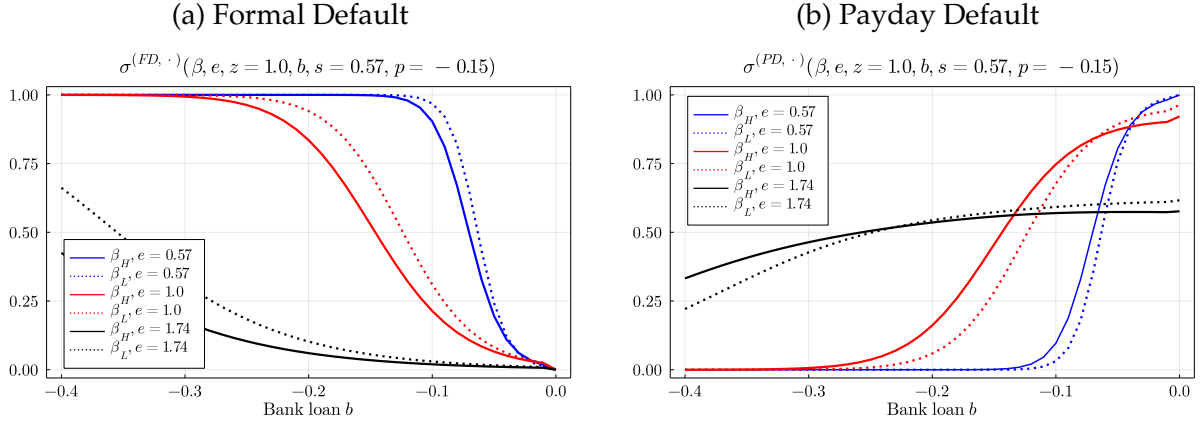 (a) Formal Default
σ^(FD, ·)(β, e, z = 1.0, b, s = 0.57, p = − 0.15)
1.00
0.75
0.50
0.25
0.00
β_H, e = 0.57
β_L, e = 0.57
β_H, e = 1.0
β_L, e = 1.0
β_H, e = 1.74
β_L, e = 1.74
−0.4
−0.3
−0.2
−0.1
0.0
Bank loan b
(b) Payday Default
σ^(PD, ·)(β, e, z = 1.0, b, s = 0.57, p = − 0.15)
1.00
0.75
0.50
0.25
0.00
β_H, e = 0.57
β_L, e = 0.57
β_H, e = 1.0
β_L, e = 1.0
β_H, e = 1.74
β_L, e = 1.74
−0.4
−0.3
−0.2
−0.1
0.0
Bank loan b